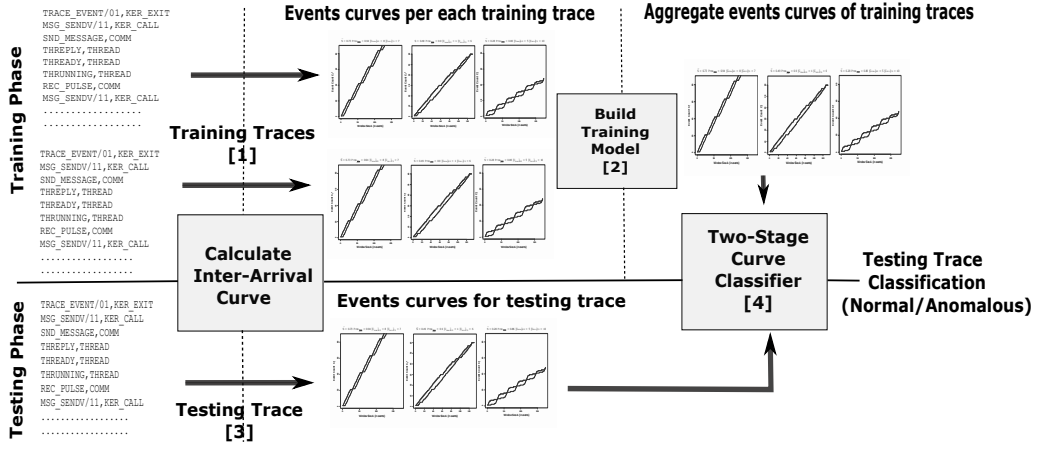 Training Phase
TRACE_EVENT/01,KER_EXIT
MSG_SENDV/11,KER_CALL
SND_MESSAGE,COMM
THREPLY,THREAD
THREADY,THREAD
THRUNNING,THREAD
REC_PULSE,COMM
MSG_SENDV/11,KER_CALL
..................
..................
Training Traces
[1]
TRACE_EVENT/01,KER_EXIT
MSG_SENDV/11,KER_CALL
SND_MESSAGE,COMM
THREPLY,THREAD
THREADY,THREAD
THRUNNING,THREAD
REC_PULSE,COMM
MSG_SENDV/11,KER_CALL
..................
..................
Events curves per each training trace
Build
Training
Model
[2]
Aggregate events curves of training traces
Calculate
Inter-Arrival
Curve
Two-Stage
Curve
Classifier
[4]
Testing Trace
Classification
(Normal/Anomalous)
Testing Phase
TRACE_EVENT/01,KER_EXIT
MSG_SENDV/11,KER_CALL
SND_MESSAGE,COMM
THREPLY,THREAD
THREADY,THREAD
THRUNNING,THREAD
REC_PULSE,COMM
MSG_SENDV/11,KER_CALL
..................
..................
Testing Trace
[3]
Events curves for testing trace